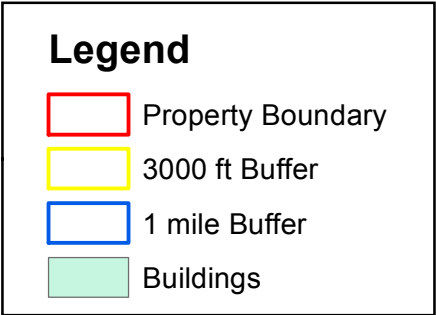 Legend
Property Boundary
3000 ft Buffer
1 mile Buffer
Buildings